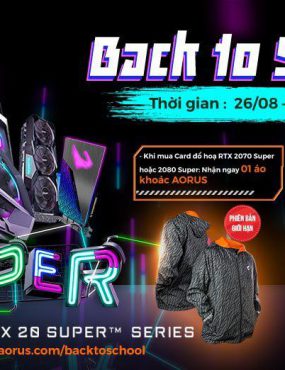 Back to S
Thời gian : 26/08 -
- Khi mua Card đồ hoạ RTX 2070 Super
hoặc 2080 Super: Nhận ngay 01 áo
khoác AORUS
PHIÊN BẢN
GIỚI HẠN
PER
X 20 SUPER™ SERIES
aorus.com/backtoschool